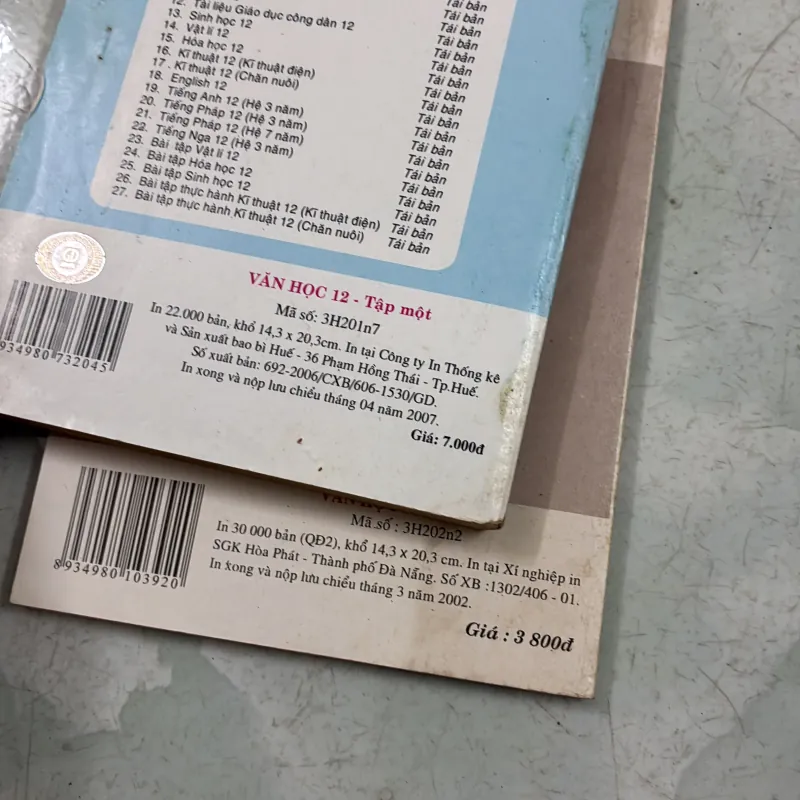 12. Tài liệu Giáo dục công dân 12 Tái bản
13. Sinh học 12 Tái bản
14. Vật lí 12 Tái bản
15. Hóa học 12 Tái bản
16. Kĩ thuật 12 (Kĩ thuật điện) Tái bản
17. Kĩ thuật 12 (Chăn nuôi) Tái bản
18. English 12 Tái bản
19. Tiếng Anh 12 (Hệ 3 năm) Tái bản
20. Tiếng Pháp 12 (Hệ 3 năm) Tái bản
21. Tiếng Pháp 12 (Hệ 7 năm) Tái bản
22. Tiếng Nga 12 (Hệ 3 năm) Tái bản
23. Bài tập Vật lí 12 Tái bản
24. Bài tập Hóa học 12 Tái bản
25. Bài tập Sinh học 12 Tái bản
26. Bài tập thực hành Kĩ thuật 12 (Kĩ thuật điện) Tái bản
27. Bài tập thực hành Kĩ thuật 12 (Chăn nuôi) Tái bản
VĂN HỌC 12 - Tập một
Mã số: 3H201n7
In 22.000 bản, khổ 14,3 x 20,3cm. In tại Công ty In Thống kê
và Sản xuất bao bì Huế - 36 Phạm Hồng Thái - Tp.Huế.
Số xuất bản: 692-2006/CXB/606-1530/GD.
In xong và nộp lưu chiểu tháng 04 năm 2007.
Giá: 7.000đ
934980 732045
Mã số : 3H202n2
In 30 000 bản (QĐ2), khổ 14,3 x 20,3 cm. In tại Xí nghiệp in
SGK Hòa Phát - Thành phố Đà Nẵng. Số XB :1302/406 - 01.
In xong và nộp lưu chiểu tháng 3 năm 2002.
Giá : 3 800đ
8 934980 103920